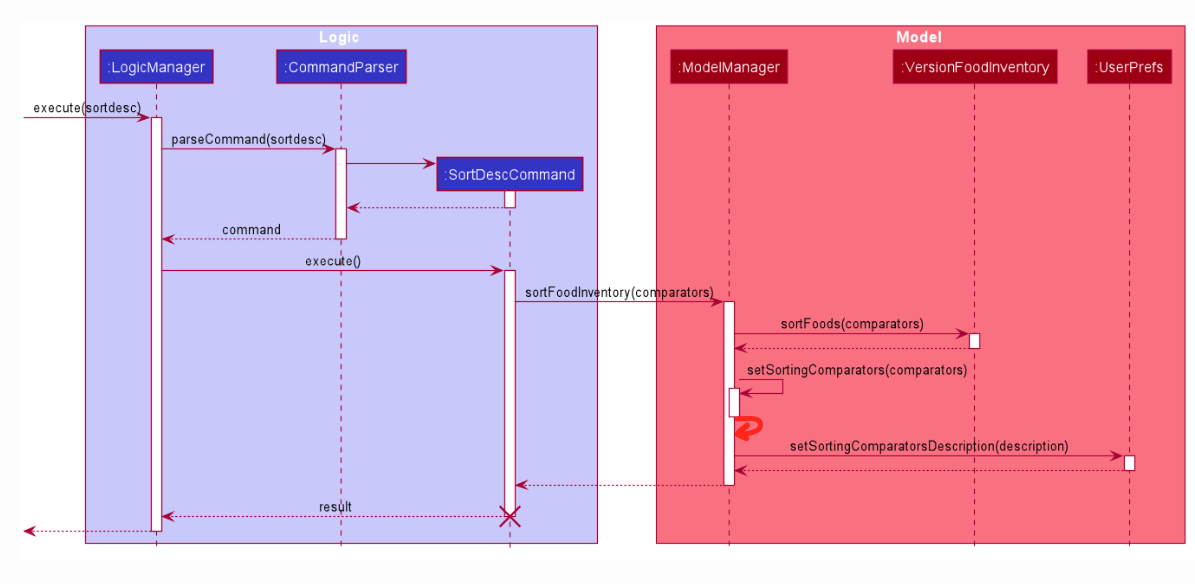 Logic
Model
:LogicManager
:CommandParser
:ModelManager
:VersionFoodInventory
:UserPrefs
execute(sortdesc)
parseCommand(sortdesc)
:SortDescCommand
command
execute()
sortFoodInventory(comparators)
sortFoods(comparators)
setSortingComparators(comparators)
setSortingComparatorsDescription(description)
result